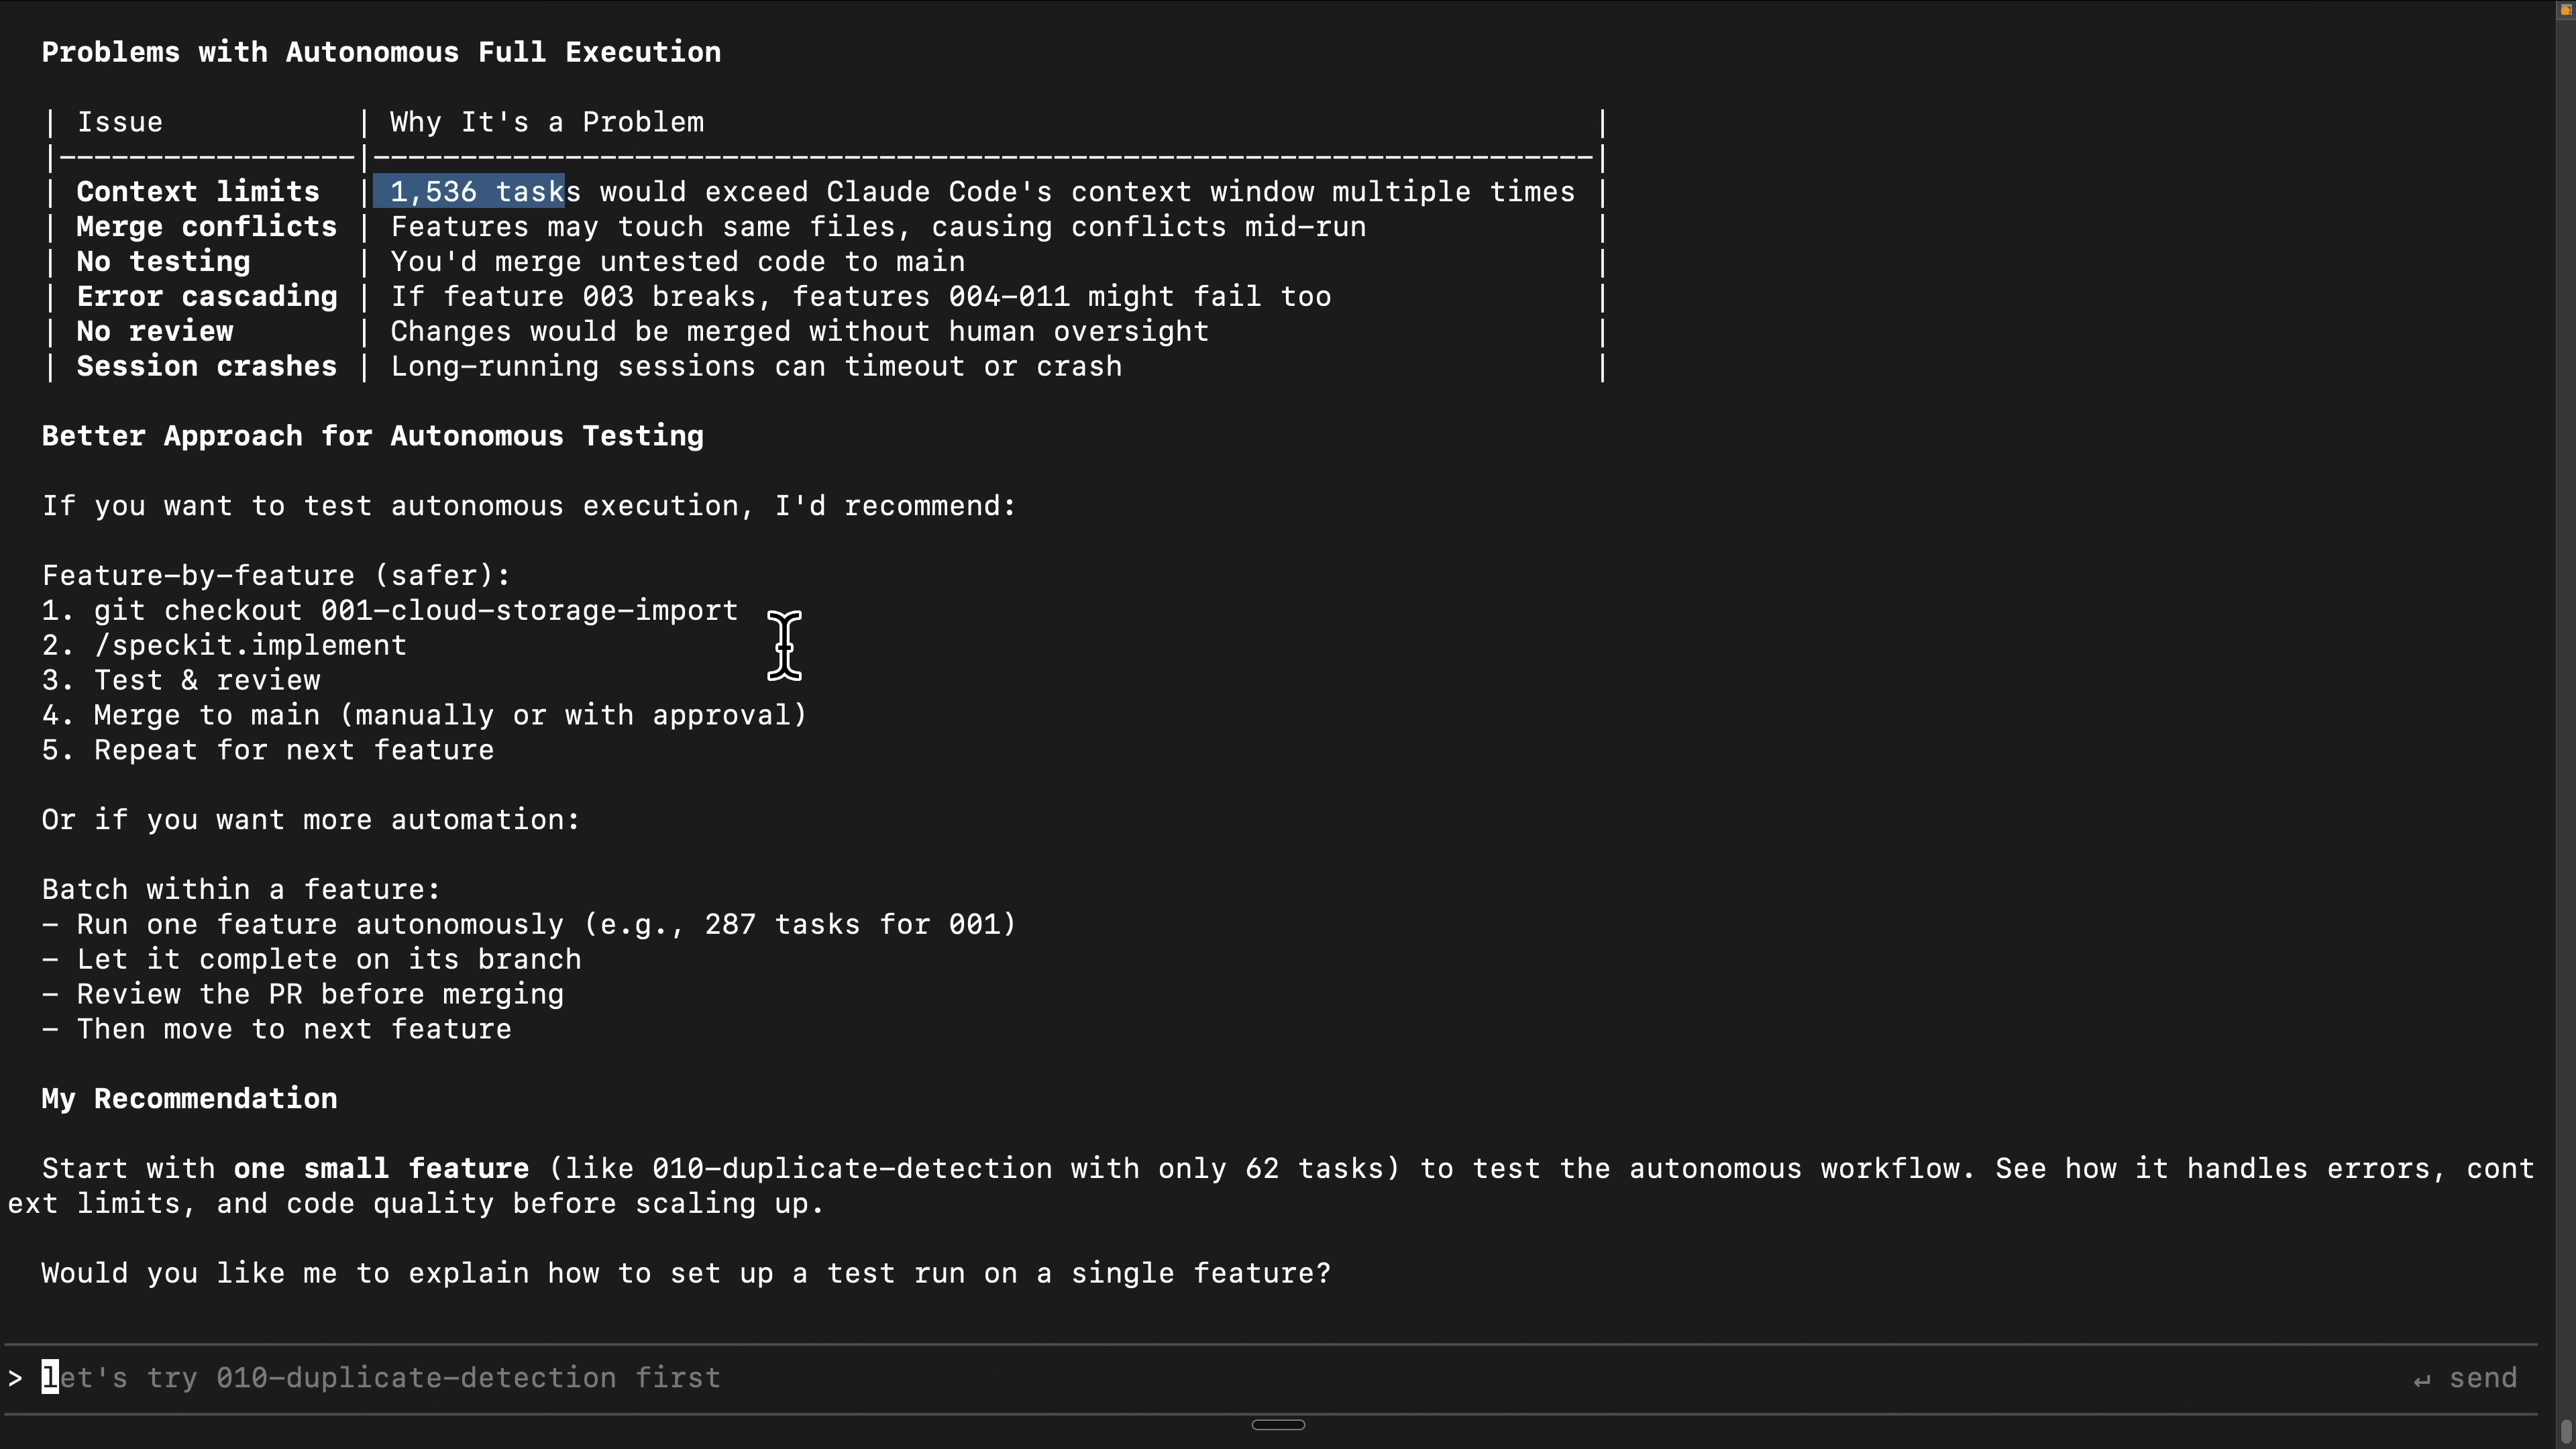 Problems with Autonomous Full Execution
| Issue | Why It's a Problem |
|-----------------|----------------------------------------------------------------------|
| Context limits | 1,536 tasks would exceed Claude Code's context window multiple times |
| Merge conflicts | Features may touch same files, causing conflicts mid-run |
| No testing | You'd merge untested code to main |
| Error cascading | If feature 003 breaks, features 004-011 might fail too |
| No review | Changes would be merged without human oversight |
| Session crashes | Long-running sessions can timeout or crash |
Better Approach for Autonomous Testing
If you want to test autonomous execution, I'd recommend:
Feature-by-feature (safer):
1. git checkout 001-cloud-storage-import
2. /speckit.implement
3. Test & review
4. Merge to main (manually or with approval)
5. Repeat for next feature
Or if you want more automation:
Batch within a feature:
- Run one feature autonomously (e.g., 287 tasks for 001)
- Let it complete on its branch
- Review the PR before merging
- Then move to next feature
My Recommendation
Start with one small feature (like 010-duplicate-detection with only 62 tasks) to test the autonomous workflow. See how it handles errors, cont
ext limits, and code quality before scaling up.
Would you like me to explain how to set up a test run on a single feature?
> let's try 010-duplicate-detection first ↵ send